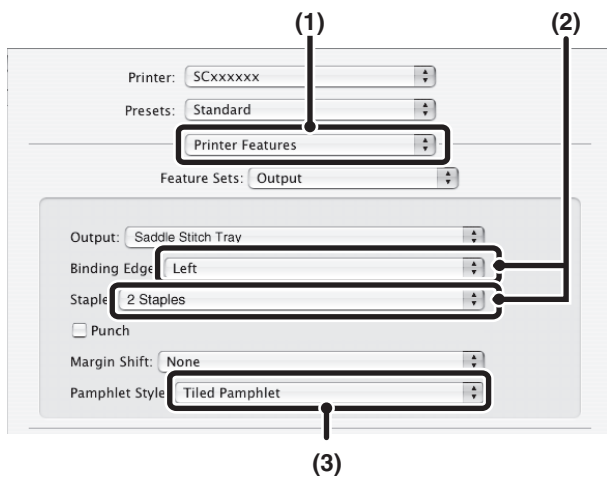 (1) (2)
Printer: SCxxxxxx
Presets: Standard
Printer Features
Feature Sets: Output
Output: Saddle Stitch Tray
Binding Edge Left
Staple 2 Staples
Punch
Margin Shift: None
Pamphlet Style Tiled Pamphlet
(3)